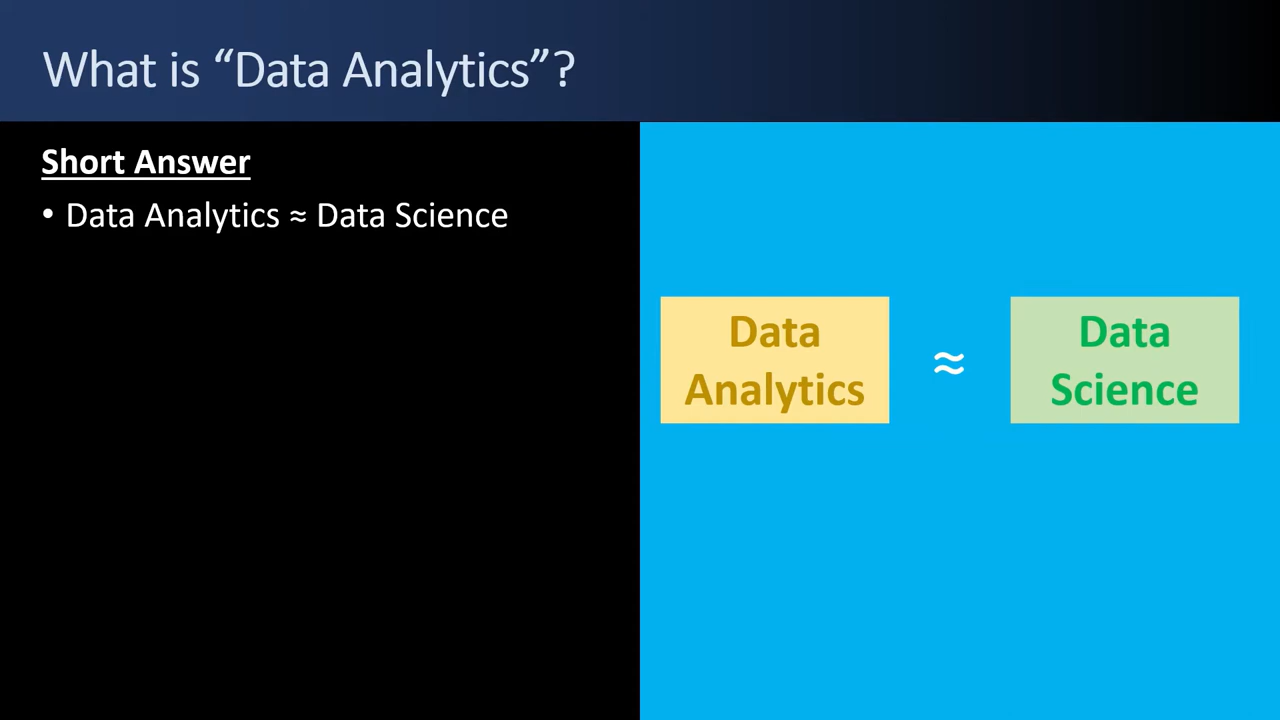 What is “Data Analytics”?
Short Answer
• Data Analytics ≈ Data Science
Data
Analytics
≈
Data
Science